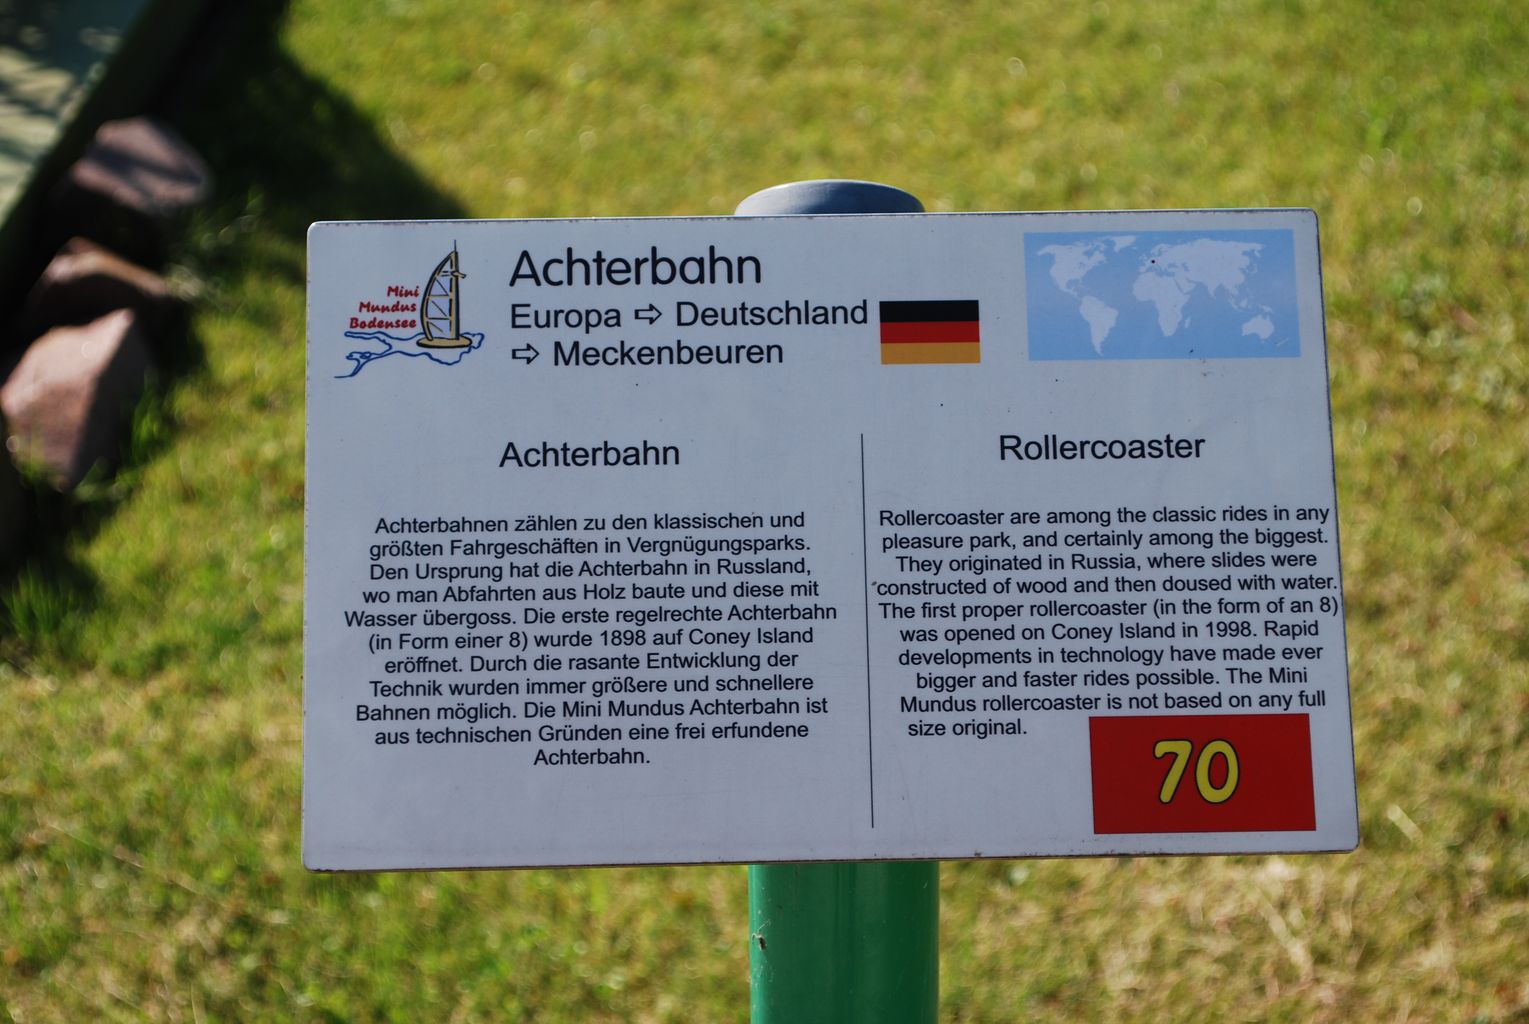 Mini
Mundus
Bodensee
Achterbahn
Europa ⇨ Deutschland
⇨ Meckenbeuren
Achterbahn
Achterbahnen zählen zu den klassischen und
größten Fahrgeschäften in Vergnügungsparks.
Den Ursprung hat die Achterbahn in Russland,
wo man Abfahrten aus Holz baute und diese mit
Wasser übergoss. Die erste regelrechte Achterbahn
(in Form einer 8) wurde 1898 auf Coney Island
eröffnet. Durch die rasante Entwicklung der
Technik wurden immer größere und schnellere
Bahnen möglich. Die Mini Mundus Achterbahn ist
aus technischen Gründen eine frei erfundene
Achterbahn.
Rollercoaster
Rollercoaster are among the classic rides in any
pleasure park, and certainly among the biggest.
They originated in Russia, where slides were
constructed of wood and then doused with water.
The first proper rollercoaster (in the form of an 8)
was opened on Coney Island in 1998. Rapid
developments in technology have made ever
bigger and faster rides possible. The Mini
Mundus rollercoaster is not based on any full
size original.
70